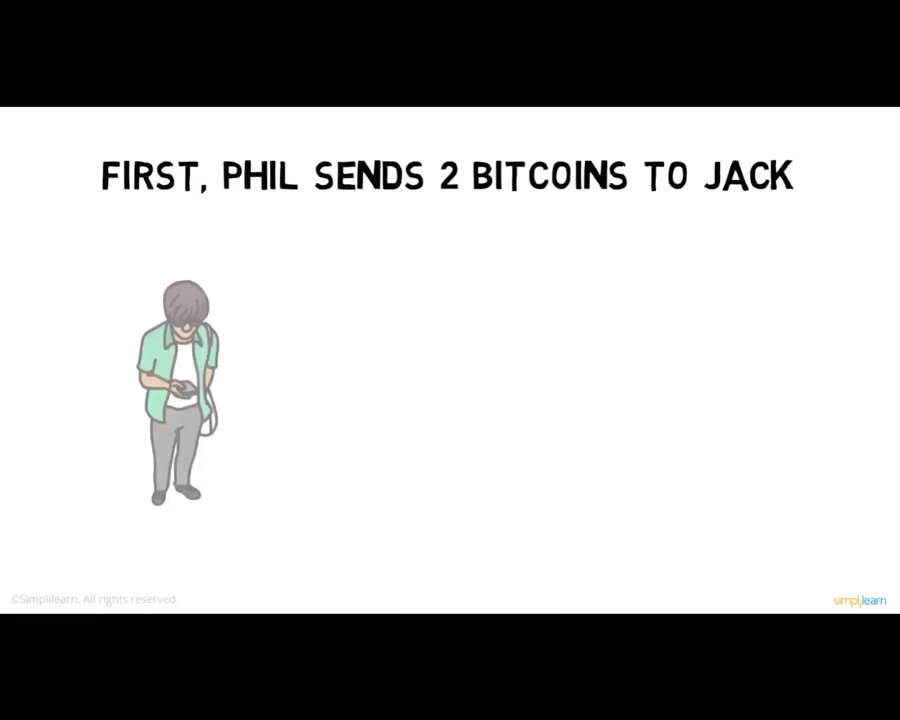 FIRST, PHIL SENDS 2 BITCOINS TO JACK
©Simplilearn. All rights reserved.
simplilearn